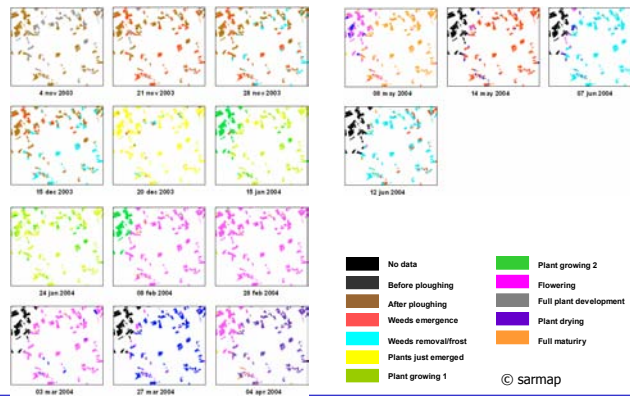 4 nov 2003
21 nov 2003
28 nov 2003
15 dec 2003
20 dec 2003
15 jan 2004
24 jan 2004
08 feb 2004
28 feb 2004
03 mar 2004
27 mar 2004
04 apr 2004
08 may 2004
14 may 2004
07 jun 2004
12 jun 2004
No data
Before ploughing
After ploughing
Weeds emergence
Weeds removal/frost
Plants just emerged
Plant growing 1
Plant growing 2
Flowering
Full plant development
Plant drying
Full maturiry
© sarmap